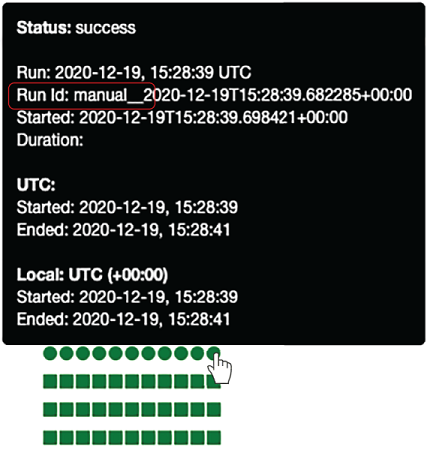 Status: success
Run: 2020-12-19, 15:28:39 UTC
Run Id: manual__2020-12-19T15:28:39.682285+00:00
Started: 2020-12-19T15:28:39.698421+00:00
Duration:
UTC:
Started: 2020-12-19, 15:28:39
Ended: 2020-12-19, 15:28:41
Local: UTC (+00:00)
Started: 2020-12-19, 15:28:39
Ended: 2020-12-19, 15:28:41